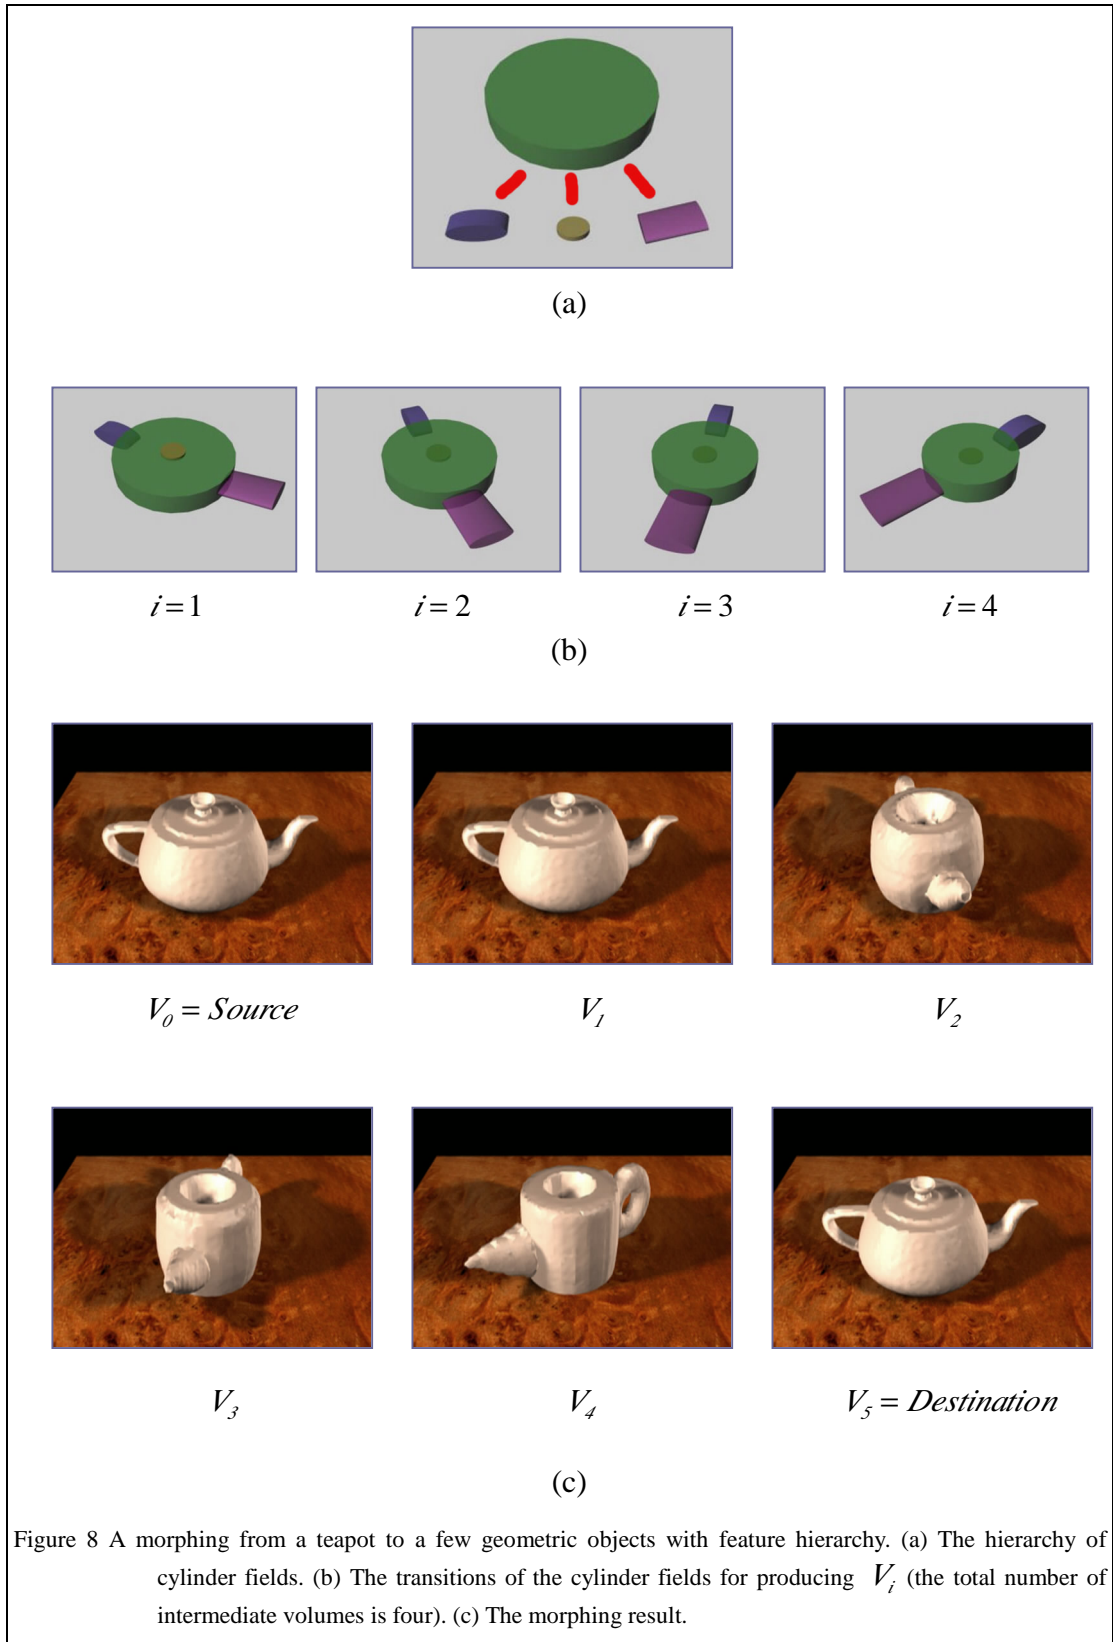 (a)
i = 1
i = 2
i = 3
i = 4
(b)
V₀ = Source
V₁
V₂
V₃
V₄
V₅ = Destination
(c)
Figure 8 A morphing from a teapot to a few geometric objects with feature hierarchy. (a) The hierarchy of
cylinder fields. (b) The transitions of the cylinder fields for producing Vᵢ (the total number of
intermediate volumes is four). (c) The morphing result.